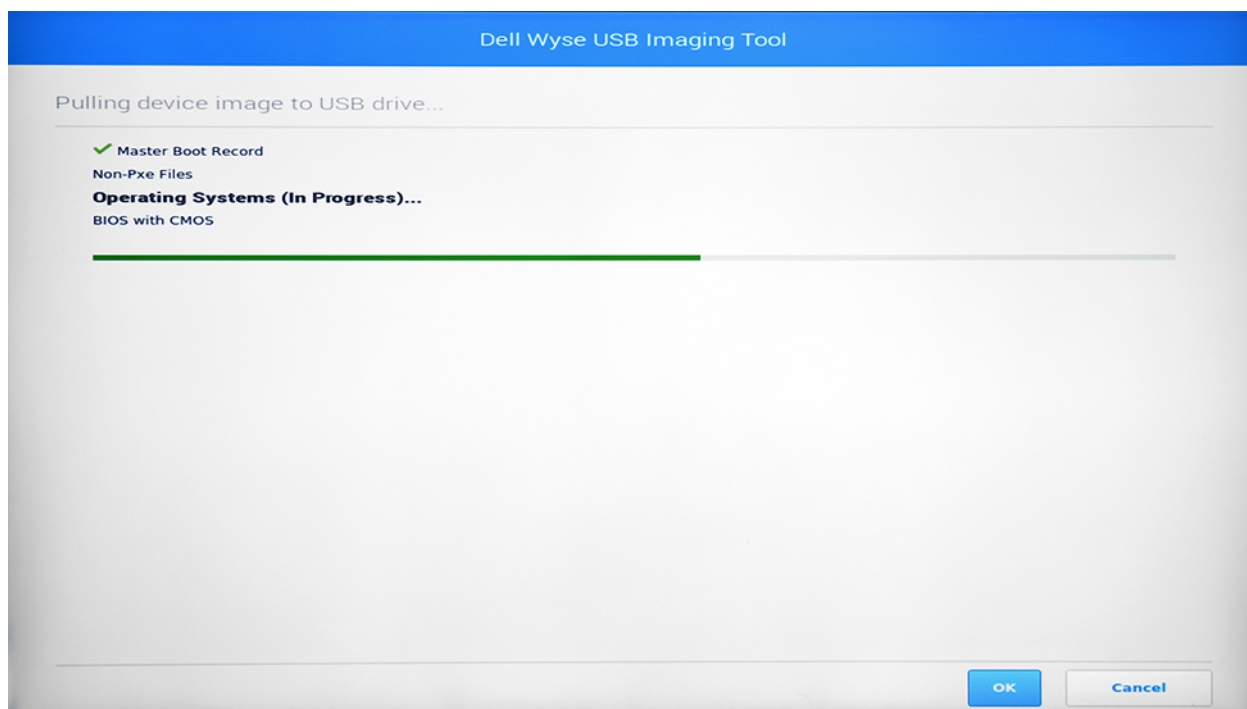 Dell Wyse USB Imaging Tool
Pulling device image to USB drive...
Master Boot Record
Non-Pxe Files
Operating Systems (In Progress)...
BIOS with CMOS
OK
Cancel